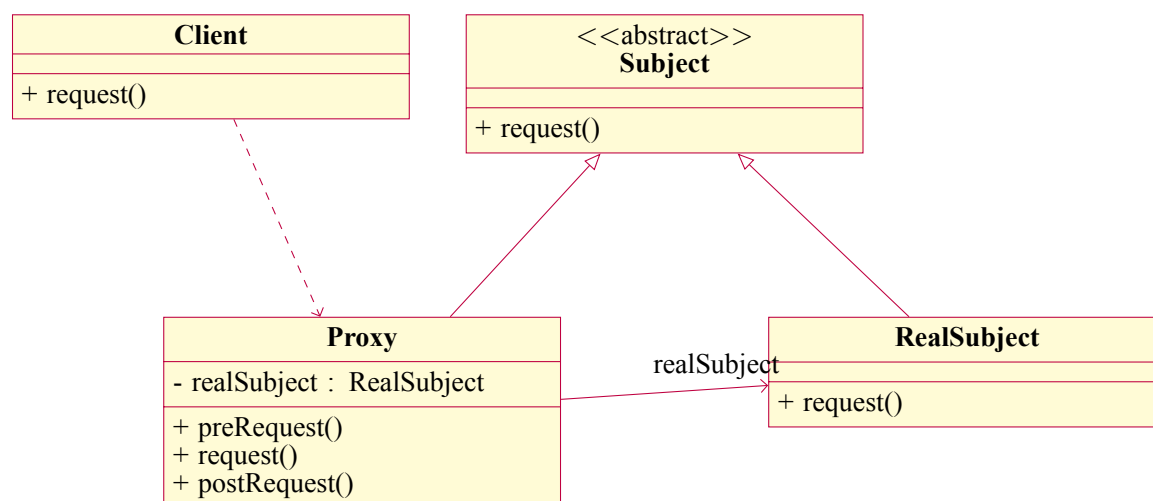 Client
+ request()
<<abstract>>
Subject
+ request()
Proxy
- realSubject : RealSubject
+ preRequest()
+ request()
+ postRequest()
realSubject
RealSubject
+ request()